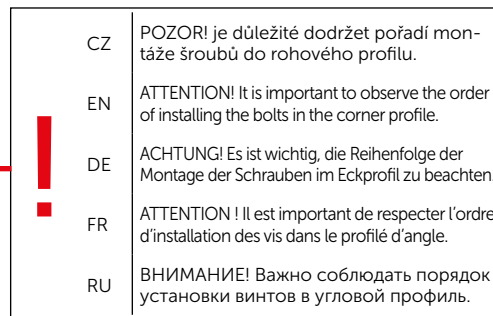 !
CZ
POZOR! je důležité dodržet pořadí mon-
táže šroubů do rohového profilu.
EN
ATTENTION! It is important to observe the order
of installing the bolts in the corner profile.
DE
ACHTUNG! Es ist wichtig, die Reihenfolge der
Montage der Schrauben im Eckprofil zu beachten.
FR
ATTENTION ! Il est important de respecter l’ordre
d’installation des vis dans le profilé d’angle.
RU
ВНИМАНИЕ! Важно соблюдать порядок
установки винтов в угловой профиль.